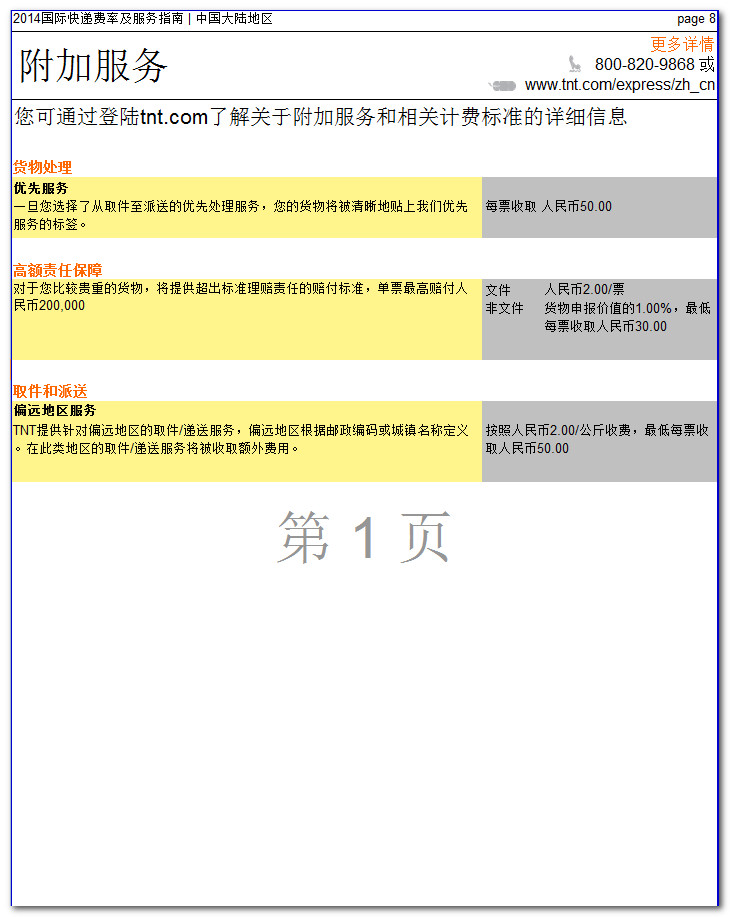 2014国际快递费率及服务指南 | 中国大陆地区 page 8
更多详情
附加服务
800-820-9868 或
www.tnt.com/express/zh_cn
您可通过登陆tnt.com了解关于附加服务和相关计费标准的详细信息
货物处理
优先服务
一旦您选择了从取件至派送的优先处理服务，您的货物将被清晰地贴上我们优先
服务的标签。
每票收取 人民币50.00
高额责任保障
对于您比较贵重的货物，将提供超出标准理赔责任的赔付标准，单票最高赔付人
民币200,000
文件 人民币2.00/票
非文件 货物申报价值的1.00%，最低
每票收取人民币30.00
取件和派送
偏远地区服务
TNT提供针对偏远地区的取件/递送服务，偏远地区根据邮政编码或城镇名称定义
。在此类地区的取件/递送服务将被收取额外费用。
按照人民币2.00/公斤收费，最低每票收
取人民币50.00
第 1 页